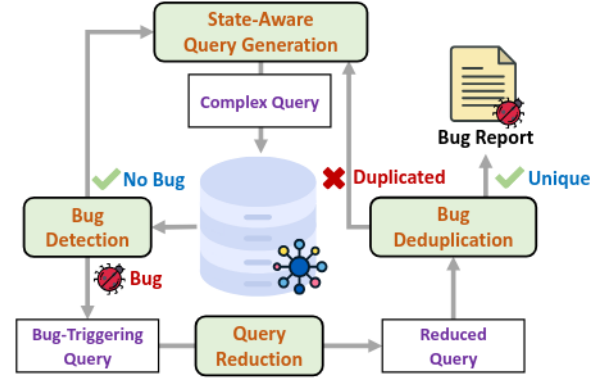 State-Aware
Query Generation
Complex Query
Bug Report
No Bug
Duplicated
Unique
Bug
Detection
Bug
Deduplication
Bug
Bug-Triggering
Query
Query
Reduction
Reduced
Query